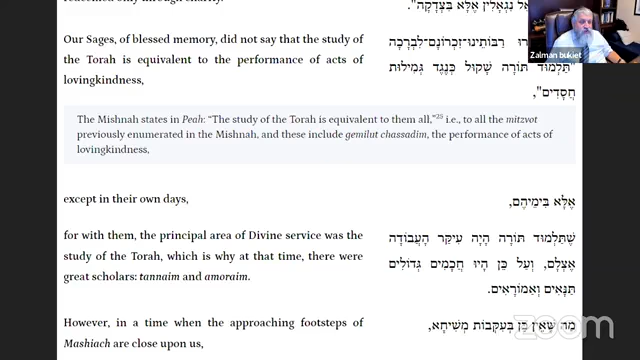 Our Sages, of blessed memory, did not say that the study of
the Torah is equivalent to the performance of acts of
lovingkindness,
רַבּוֹתֵינוּ־זִכְרוֹנָם־לִבְרָכָה
"תַּלְמוּד תּוֹרָה שָׁקוּל כְּנֶגֶד גְּמִילוּת
חֲסָדִים",
Zalman bukiet
The Mishnah states in Peah: “The study of the Torah is equivalent to them all,”25 i.e., to all the mitzvot
previously enumerated in the Mishnah, and these include gemilut chassadim, the performance of acts of
lovingkindness,
except in their own days,
אֶלָּא בִּימֵיהֶם,
for with them, the principal area of Divine service was the
study of the Torah, which is why at that time, there were
great scholars: tannaim and amoraim.
שֶׁתַּלְמוּד תּוֹרָה הָיָה עִיקַּר הָעֲבוֹדָה
אֶצְלָם, וְעַל כֵּן הָיוּ חֲכָמִים גְּדוֹלִים
תַּנָּאִים וְאָמוֹרָאִים.
However, in a time when the approaching footsteps of
Mashiach are close upon us,
מַה שֶּׁאֵין כֵּן בְּעִקְּבוֹת מְשִׁיחָא,
zoom